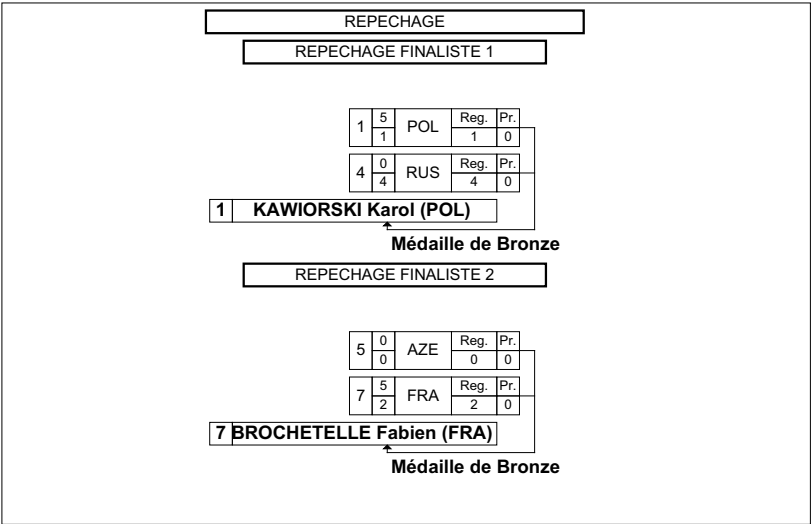 REPECHAGE
REPECHAGE FINALISTE 1
1 5 POL Reg. Pr.
1 1 0
4 0 RUS Reg. Pr.
4 4 0
1 KAWIORSKI Karol (POL)
Médaille de Bronze
REPECHAGE FINALISTE 2
5 0 AZE Reg. Pr.
0 0 0
7 5 FRA Reg. Pr.
2 2 0
7 BROCHETELLE Fabien (FRA)
Médaille de Bronze